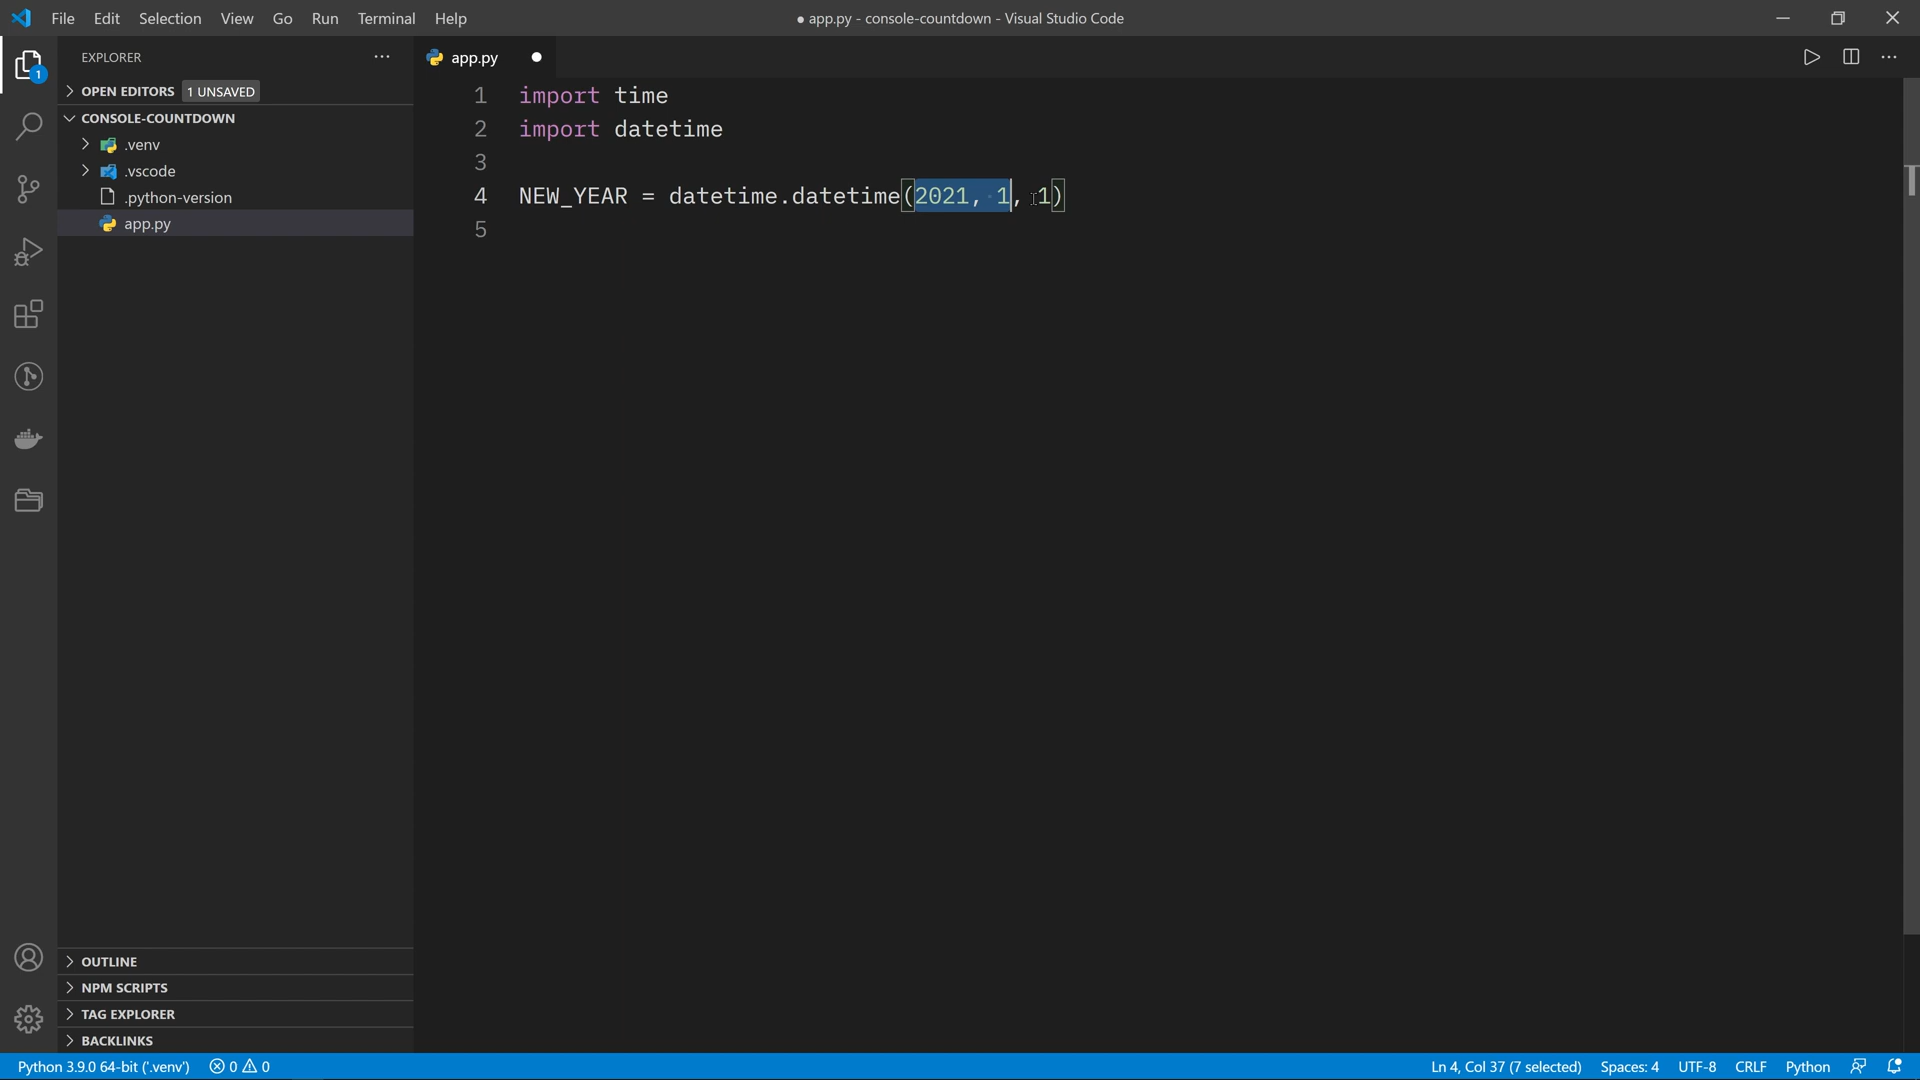 File Edit Selection View Go Run Terminal Help
● app.py - console-countdown - Visual Studio Code
1
EXPLORER
OPEN EDITORS 1 UNSAVED
CONSOLE-COUNTDOWN
.venv
.vscode
.python-version
app.py
OUTLINE
NPM SCRIPTS
TAG EXPLORER
BACKLINKS
app.py
1 import time
2 import datetime
3
4 NEW_YEAR = datetime.datetime(2021, 1, 1)
5
Python 3.9.0 64-bit ('.venv') 0 0
Ln 4, Col 37 (7 selected) Spaces: 4 UTF-8 CRLF Python